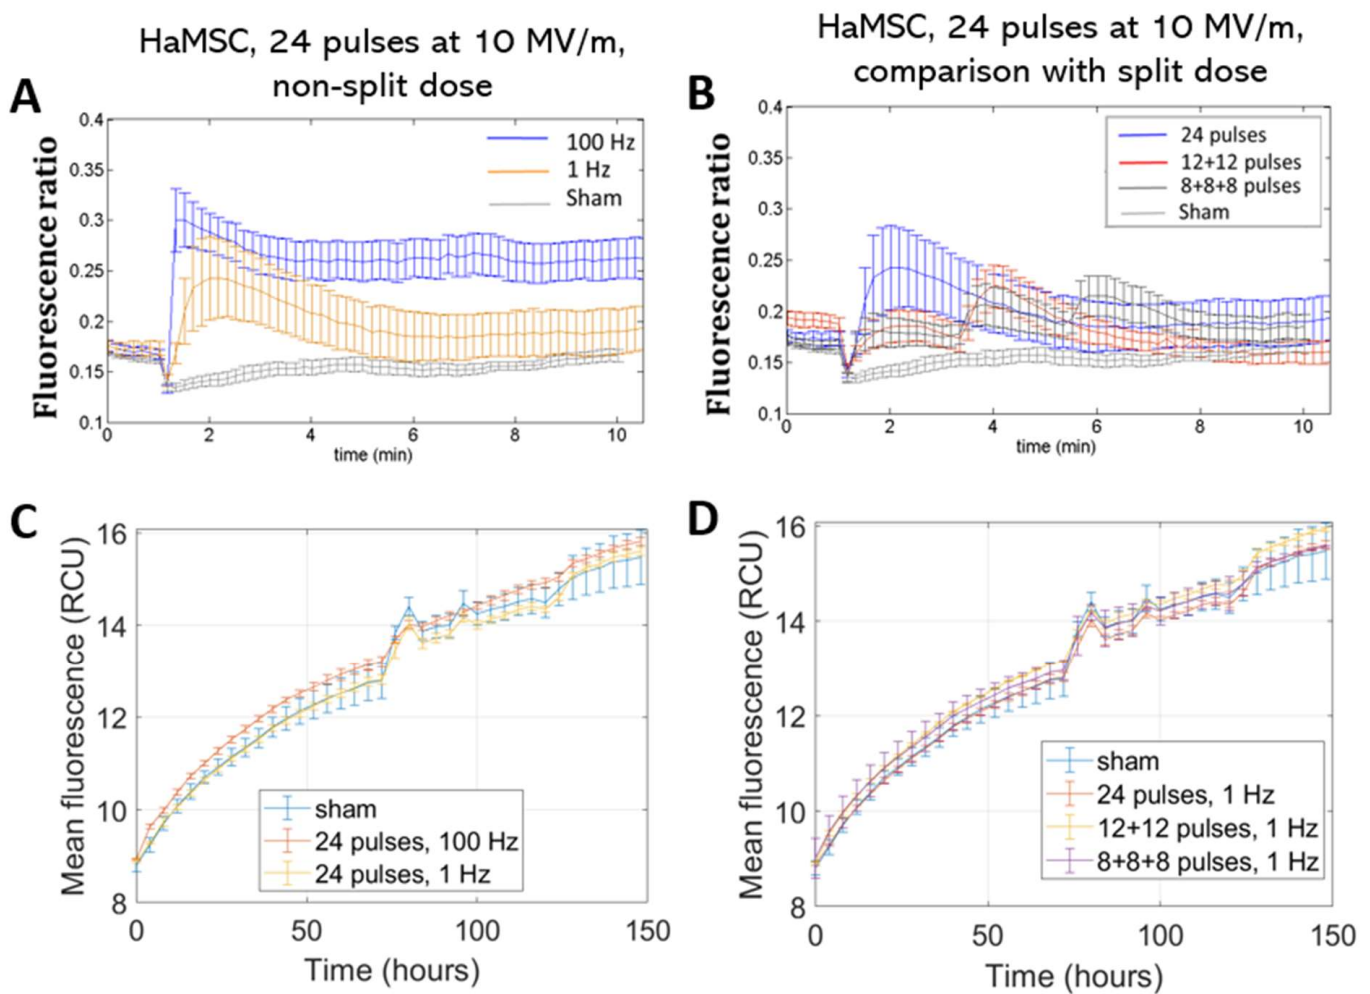 HaMSC, 24 pulses at 10 MV/m,
non-split dose
A
Fluorescence ratio
0.4
0.35
0.3
0.25
0.2
0.15
0.1
0 2 4 6 8 10
time (min)
100 Hz
1 Hz
Sham
HaMSC, 24 pulses at 10 MV/m,
comparison with split dose
B
Fluorescence ratio
0.4
0.35
0.3
0.25
0.2
0.15
0.1
0 2 4 6 8 10
time (min)
24 pulses
12+12 pulses
8+8+8 pulses
Sham
C
Mean fluorescence (RCU)
16
14
12
10
8
0 50 100 150
Time (hours)
sham
24 pulses, 100 Hz
24 pulses, 1 Hz
D
Mean fluorescence (RCU)
16
14
12
10
8
0 50 100 150
Time (hours)
sham
24 pulses, 1 Hz
12+12 pulses, 1 Hz
8+8+8 pulses, 1 Hz